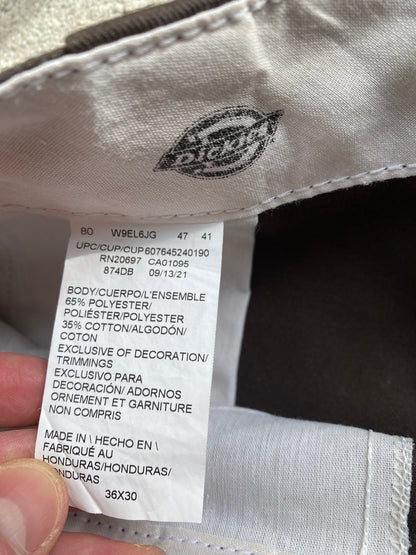 DICKIES
80 W9EL6JG 47 41
UPC/CUP/CUP 607645240190
RN20697 CA01095
874DB 09/13/21
BODY/CUERPO/L'ENSEMBLE
65% POLYESTER/
POLIÉSTER/POLYESTER
35% COTTON/ALGODÓN/
COTON
EXCLUSIVE OF DECORATION/
TRIMMINGS
EXCLUSIVO PARA
DECORACIÓN/ ADORNOS
ORNEMENT ET GARNITURE
NON COMPRIS
MADE IN \ HECHO EN \
FABRIQUÉ AU
HONDURAS/HONDURAS/
HONDURAS
36X30